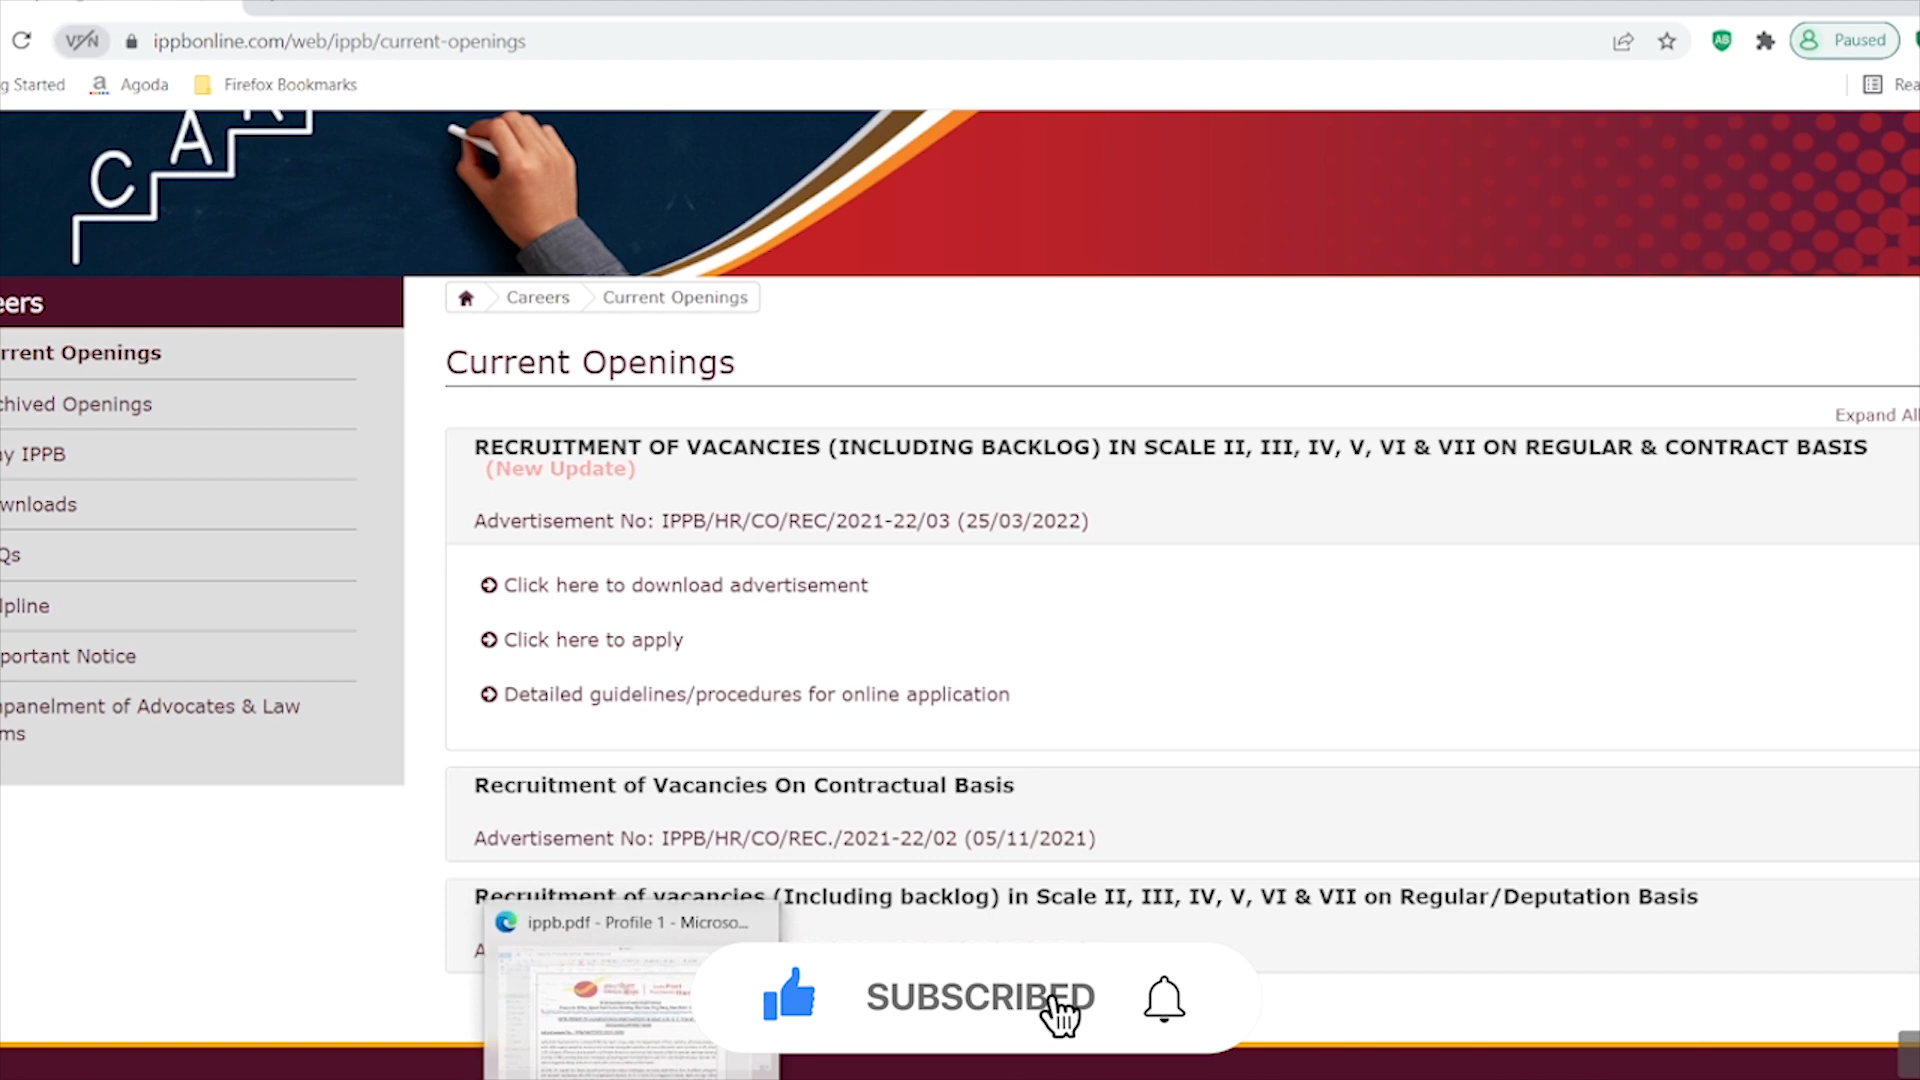 VPN
ippbonline.com/web/ippb/current-openings
Paused
g Started
Agoda
Firefox Bookmarks
Rea
C A
eers
rrent Openings
chived Openings
y IPPB
wnloads
Qs
lpline
portant Notice
panelment of Advocates & Law
ms
Careers
Current Openings
Current Openings
Expand All
RECRUITMENT OF VACANCIES (INCLUDING BACKLOG) IN SCALE II, III, IV, V, VI & VII ON REGULAR & CONTRACT BASIS
(New Update)
Advertisement No: IPPB/HR/CO/REC/2021-22/03 (25/03/2022)
Click here to download advertisement
Click here to apply
Detailed guidelines/procedures for online application
Recruitment of Vacancies On Contractual Basis
Advertisement No: IPPB/HR/CO/REC./2021-22/02 (05/11/2021)
Recruitment of vacancies (Including backlog) in Scale II, III, IV, V, VI & VII on Regular/Deputation Basis
A
ippb.pdf - Profile 1 - Microso...
SUBSCRIBED